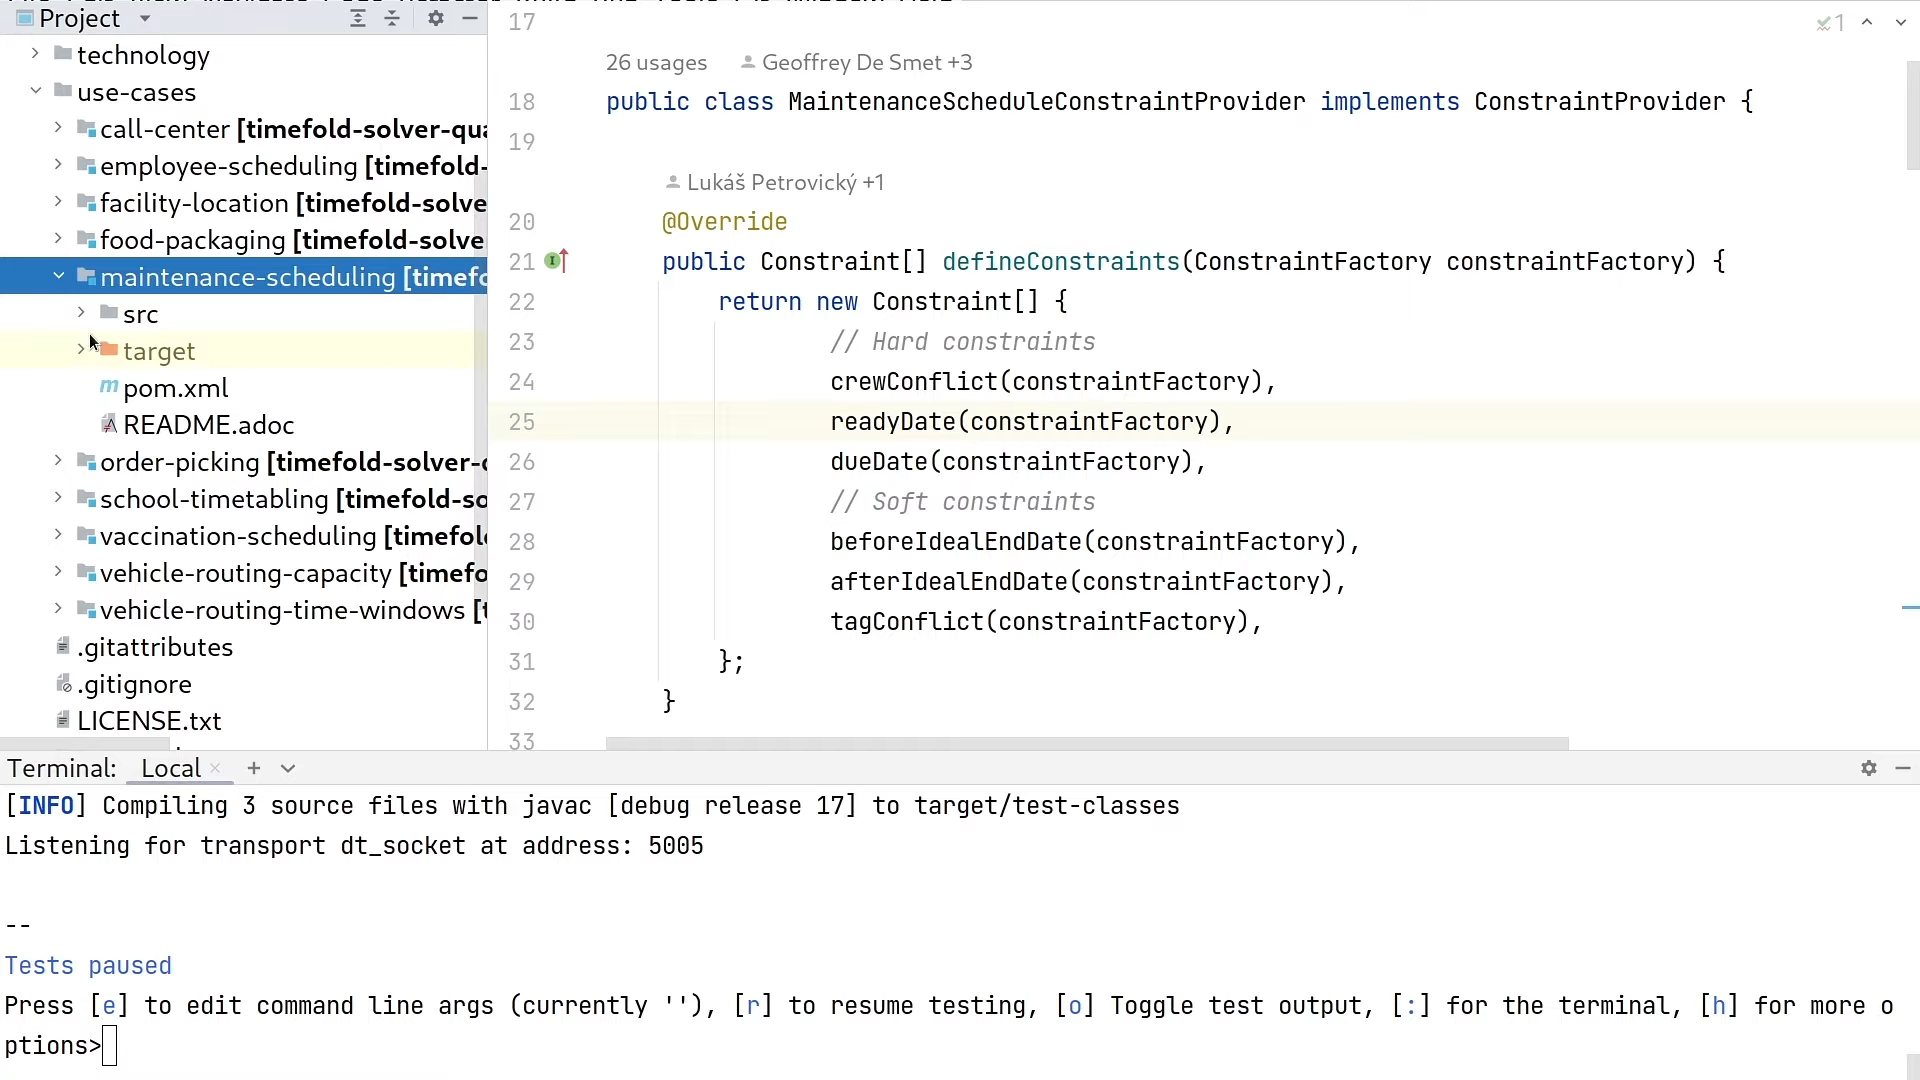 Project
technology
use-cases
call-center [timefold-solver-qua
employee-scheduling [timefold-
facility-location [timefold-solve
food-packaging [timefold-solve
maintenance-scheduling [timefo
src
target
pom.xml
README.adoc
order-picking [timefold-solver-q
school-timetabling [timefold-so
vaccination-scheduling [timefold
vehicle-routing-capacity [timefo
vehicle-routing-time-windows [t
.gitattributes
.gitignore
LICENSE.txt
17
26 usages Geoffrey De Smet +3
18 public class MaintenanceScheduleConstraintProvider implements ConstraintProvider {
19
Lukáš Petrovický +1
20 @Override
21 public Constraint[] defineConstraints(ConstraintFactory constraintFactory) {
22 return new Constraint[] {
23 // Hard constraints
24 crewConflict(constraintFactory),
25 readyDate(constraintFactory),
26 dueDate(constraintFactory),
27 // Soft constraints
28 beforeIdealEndDate(constraintFactory),
29 afterIdealEndDate(constraintFactory),
30 tagConflict(constraintFactory),
31 };
32 }
33
1
Terminal: Local
[INFO] Compiling 3 source files with javac [debug release 17] to target/test-classes
Listening for transport dt_socket at address: 5005
--
Tests paused
Press [e] to edit command line args (currently ''), [r] to resume testing, [o] Toggle test output, [:] for the terminal, [h] for more o
ptions>